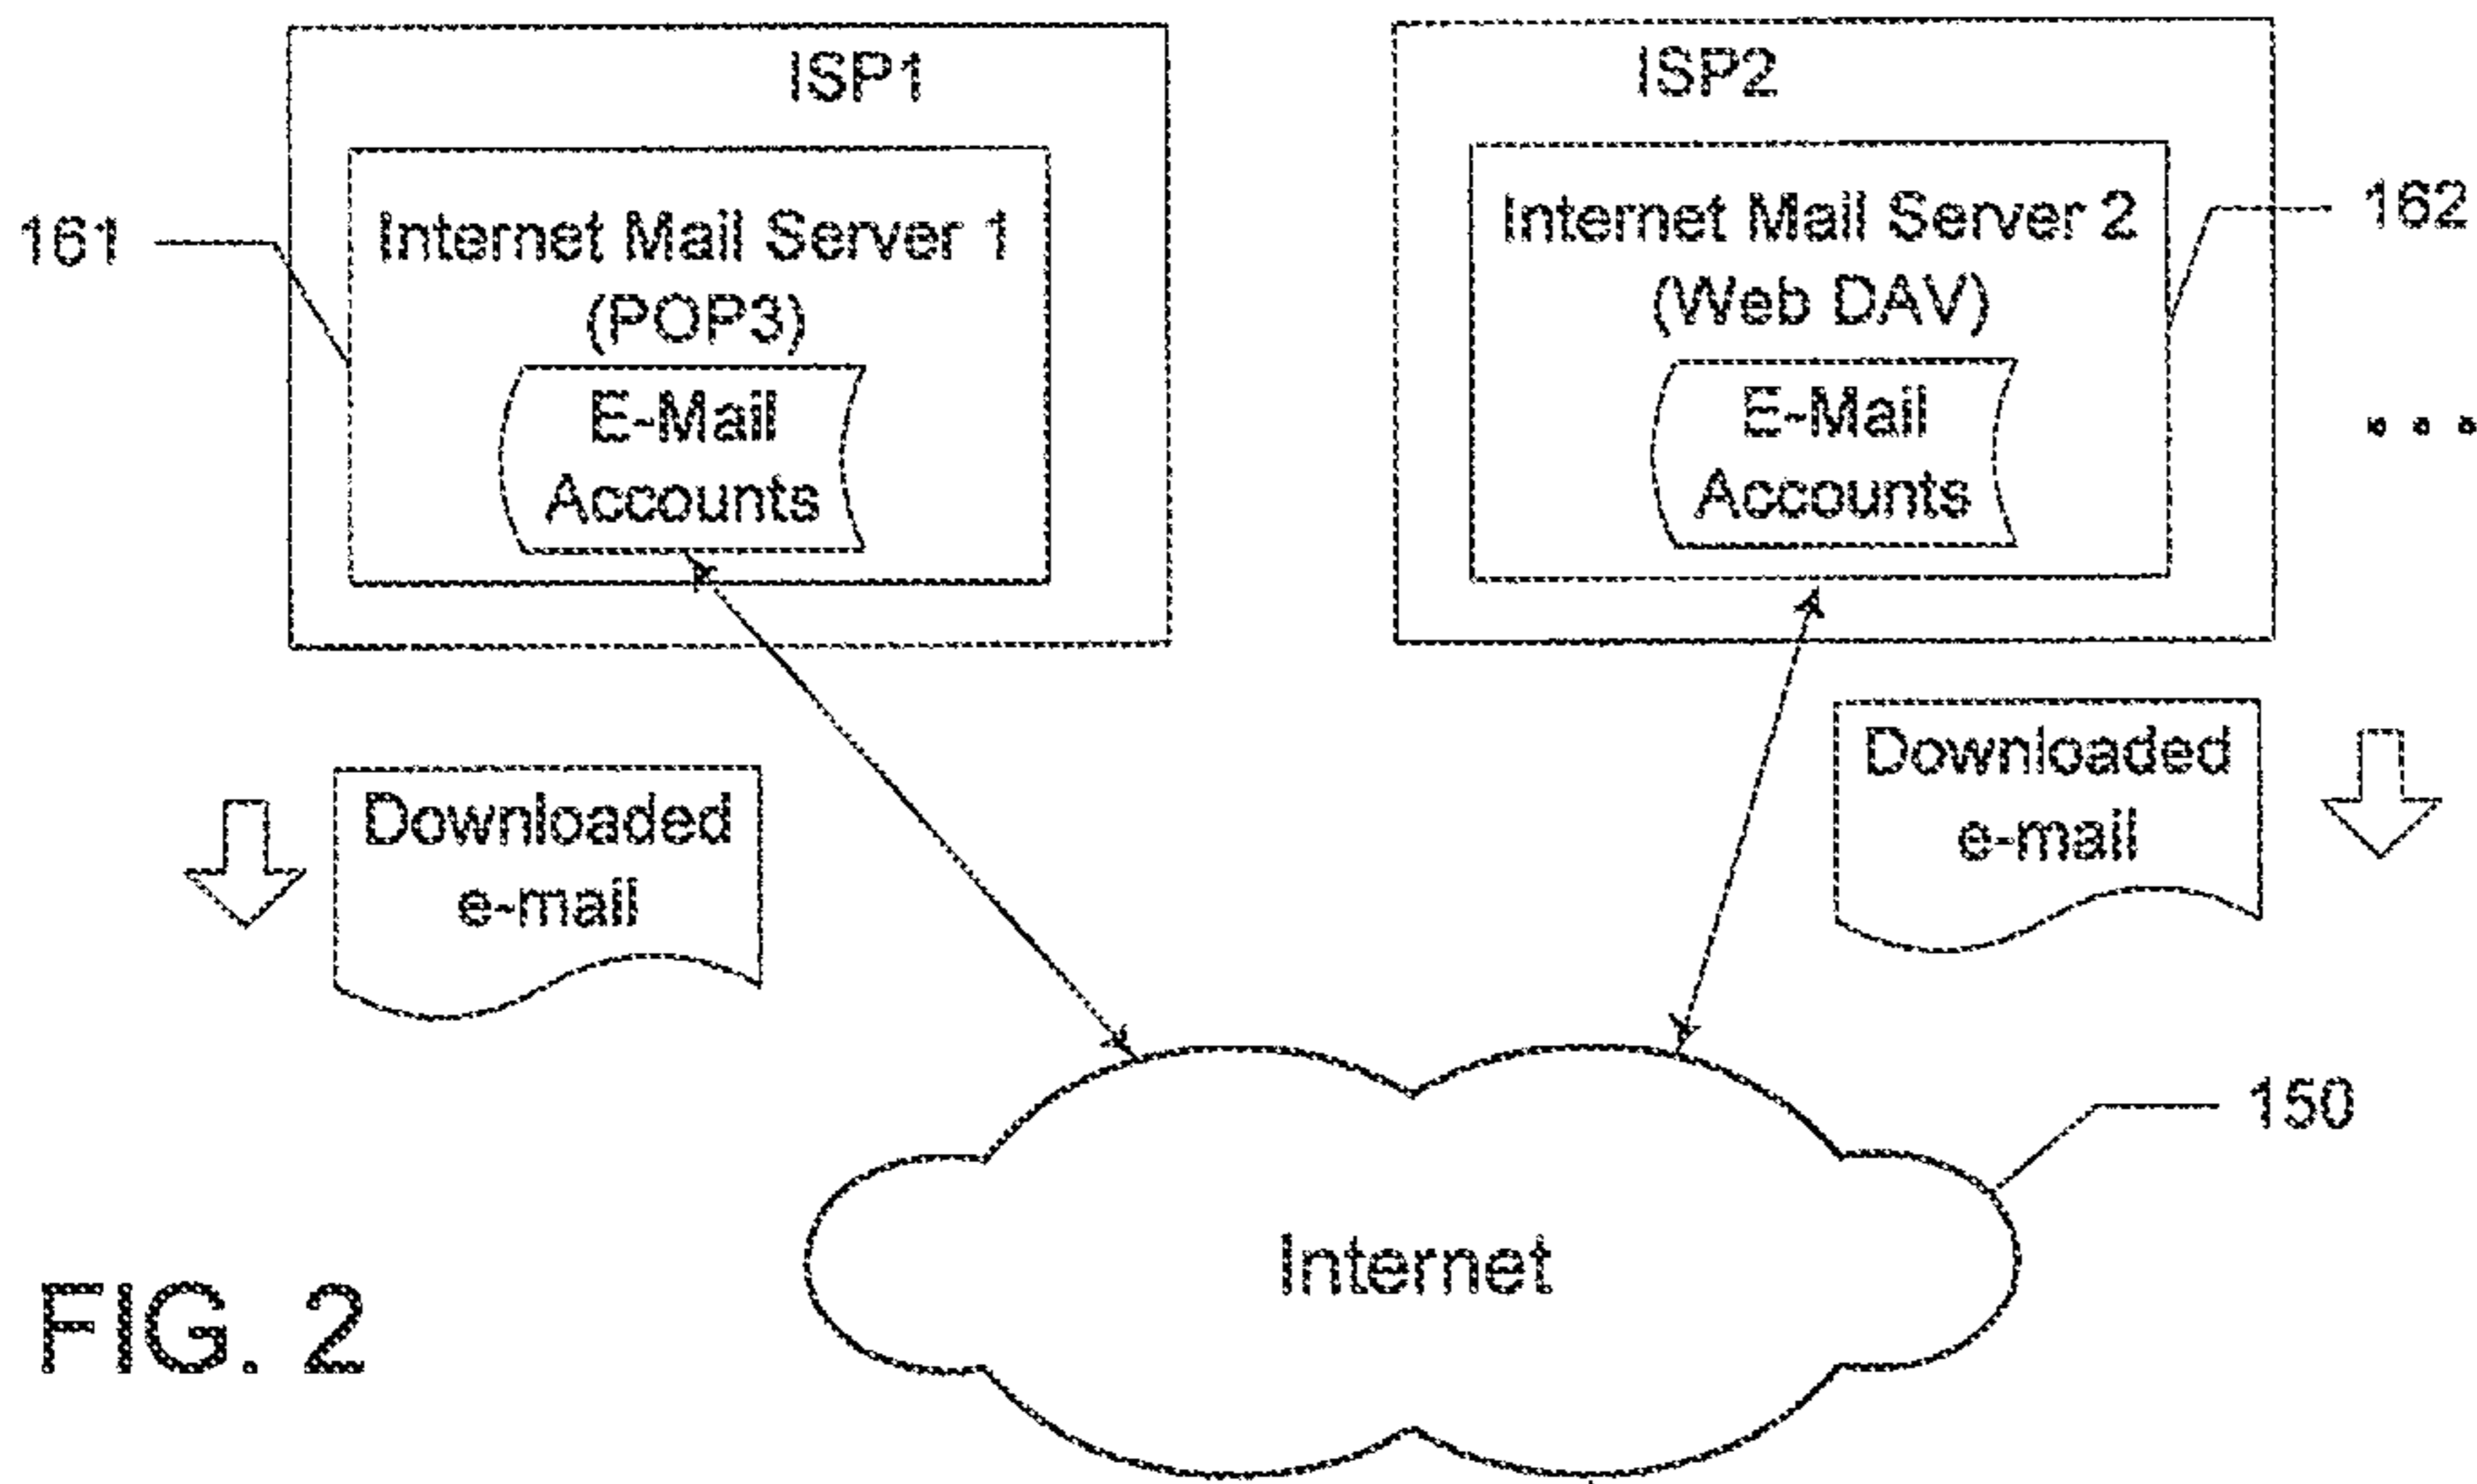 ISP1
ISP2
161
Internet Mail Server 1
(POP3)
E-Mail
Accounts
Internet Mail Server 2
(Web DAV)
E-Mail
Accounts
162
...
Downloaded
e-mail
Downloaded
e-mail
150
Internet
FIG. 2